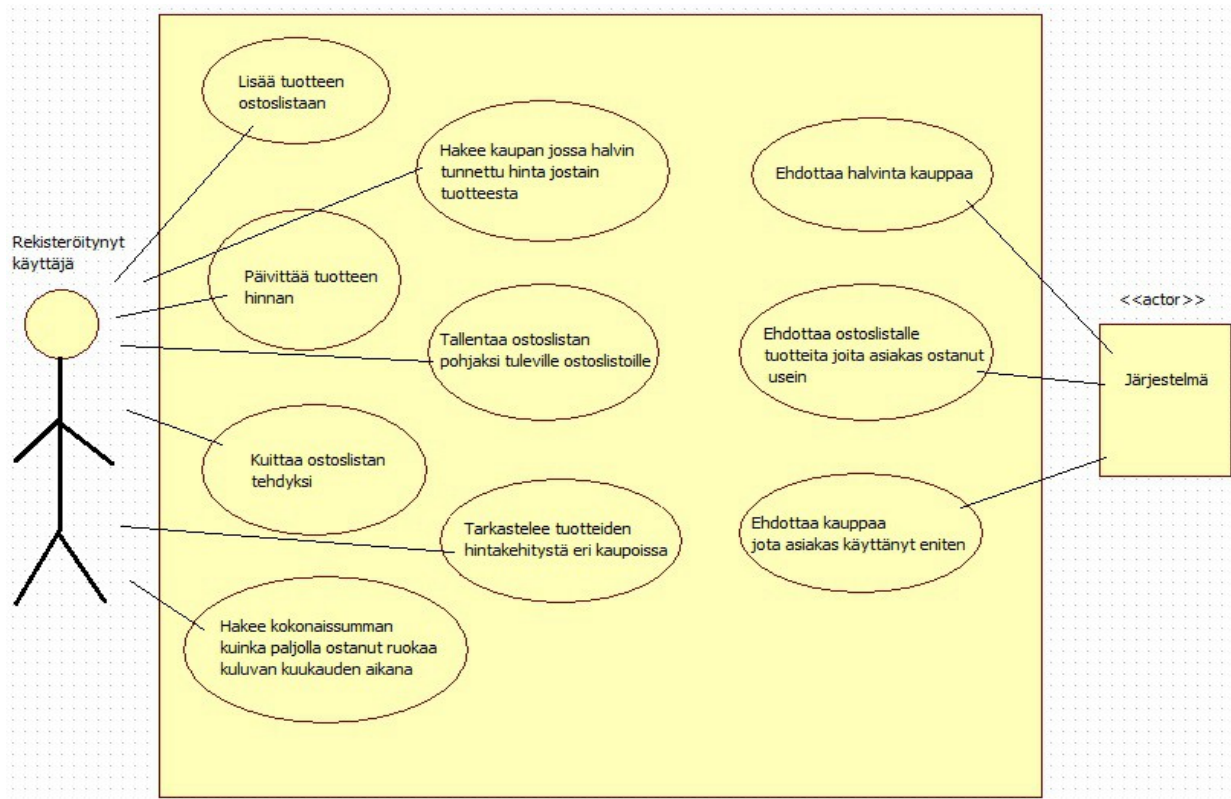 Lisää tuotteen
ostoslistaan
Hakee kaupan jossa halvin
tunnettu hinta jostain
tuotteesta
Ehdottaa halvinta kauppaa
Rekisteröitynyt
käyttäjä
Päivittää tuotteen
hinnan
<<actor>>
Järjestelmä
Tallentaa ostoslistan
pohjaksi tuleville ostoslistoille
Ehdottaa ostoslistalle
tuotteita joita asiakas ostanut
usein
Kuittaa ostoslistan
tehdyksi
Tarkastelee tuotteiden
hintakehitystä eri kaupoissa
Ehdottaa kauppaa
jota asiakas käyttänyt eniten
Hakee kokonaissumman
kuinka paljolla ostanut ruokaa
kuluvan kuukauden aikana